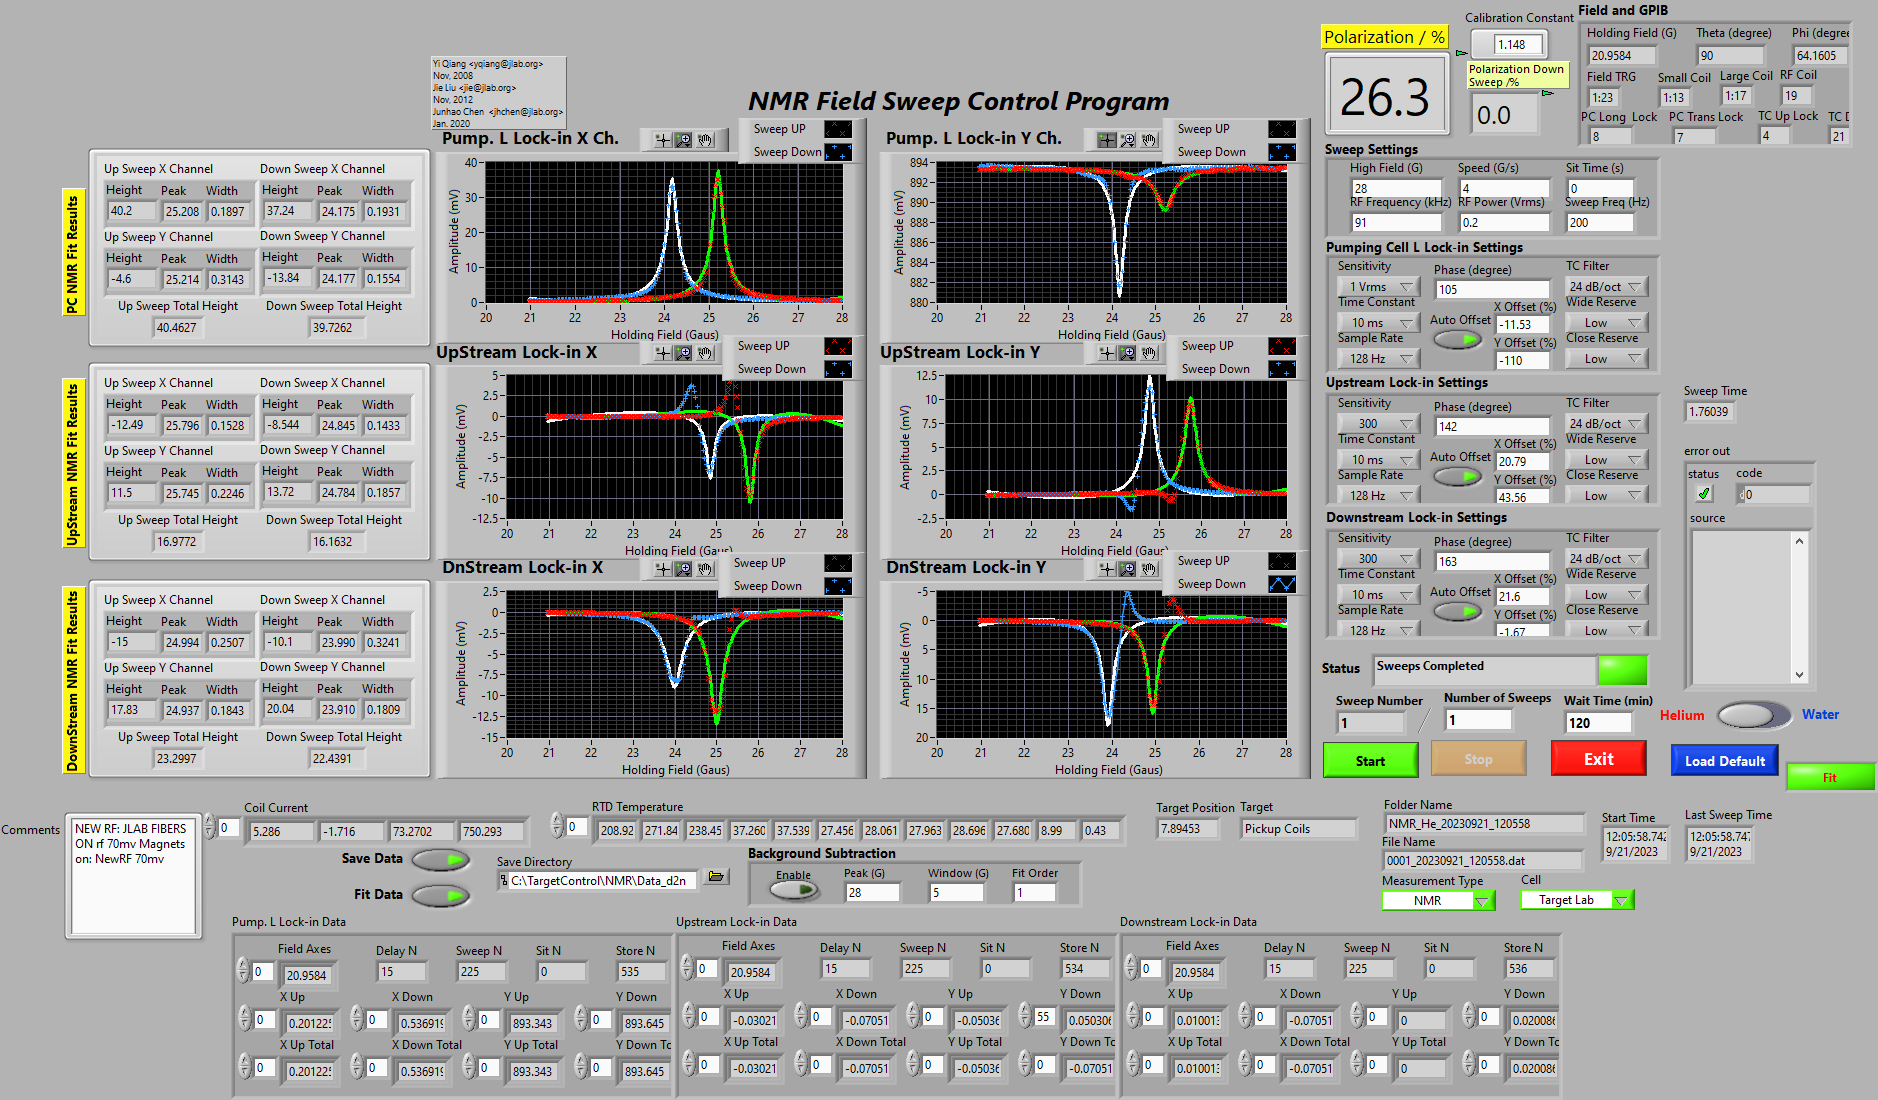 NMR Field Sweep Control Program
Yi Qiang <yqiang@jlab.org>
Nov, 2008
Jie Liu <jie@jlab.org>
Nov, 2012
Junhao Chen <jhchen@jlab.org>
Jan. 2020
Polarization / %
26.3
Calibration Constant
1.148
Polarization Down
Sweep /%
0.0
Field and GPIB
Holding Field (G) Theta (degree) Phi (degree
20.9584 90 64.1605
Field TRG Small Coil Large Coil RF Coil
1:23 1:13 1:17 19
PC Long Lock PC Trans Lock TC Up Lock TC D
8 7 4 21
PC NMR Fit Results
Up Sweep X Channel Down Sweep X Channel
Height Peak Width Height Peak Width
40.2 25.208 0.1897 37.24 24.175 0.1931
Up Sweep Y Channel Down Sweep Y Channel
Height Peak Width Height Peak Width
-4.6 25.214 0.3143 -13.84 24.177 0.1554
Up Sweep Total Height Down Sweep Total Height
40.4627 39.7262
UpStream NMR Fit Results
Up Sweep X Channel Down Sweep X Channel
Height Peak Width Height Peak Width
-12.49 25.796 0.1528 -8.544 24.845 0.1433
Up Sweep Y Channel Down Sweep Y Channel
Height Peak Width Height Peak Width
11.5 25.745 0.2246 13.72 24.784 0.1857
Up Sweep Total Height Down Sweep Total Height
16.9772 16.1632
DownStream NMR Fit Results
Up Sweep X Channel Down Sweep X Channel
Height Peak Width Height Peak Width
-15 24.994 0.2507 -10.1 23.990 0.3241
Up Sweep Y Channel Down Sweep Y Channel
Height Peak Width Height Peak Width
17.83 24.937 0.1843 20.04 23.910 0.1809
Up Sweep Total Height Down Sweep Total Height
23.2997 22.4391
Pump. L Lock-in X Ch.
Sweep UP
Sweep Down
Amplitude (mV)
40
30
20
10
0
20 21 22 23 24 25 26 27 28
Holding Field (Gaus)
Pump. L Lock-in Y Ch.
Sweep UP
Sweep Down
Amplitude (mV)
894
892
890
888
886
884
882
880
20 21 22 23 24 25 26 27 28
Holding Field (Gaus)
UpStream Lock-in X
Sweep UP
Sweep Down
Amplitude (mV)
5
2.5
0
-2.5
-5
-7.5
-10
-12.5
20 21 22 23 24 25 26 27 28
Holding Field (Gaus)
UpStream Lock-in Y
Sweep UP
Sweep Down
Amplitude (mV)
12.5
10
7.5
5
2.5
0
-2.5
20 21 22 23 24 25 26 27 28
Holding Field (Gaus)
DnStream Lock-in X
Sweep UP
Sweep Down
Amplitude (mV)
2.5
0
-2.5
-5
-7.5
-10
-12.5
-15
20 21 22 23 24 25 26 27 28
Holding Field (Gaus)
DnStream Lock-in Y
Sweep UP
Sweep Down
Amplitude (mV)
-5
0
5
10
15
20
20 21 22 23 24 25 26 27 28
Holding Field (Gaus)
Sweep Settings
High Field (G) Speed (G/s) Sit Time (s)
28 4 0
RF Frequency (kHz) RF Power (Vrms) Sweep Freq (Hz)
91 0.2 200
Pumping Cell L Lock-in Settings
Sensitivity Phase (degree) TC Filter
1 Vrms 105 24 dB/oct
Time Constant X Offset (%) Wide Reserve
10 ms Auto Offset -11.53 Low
Sample Rate Y Offset (%) Close Reserve
128 Hz -110 Low
Upstream Lock-in Settings
Sensitivity Phase (degree) TC Filter
300 142 24 dB/oct
Time Constant X Offset (%) Wide Reserve
10 ms Auto Offset 20.79 Low
Sample Rate Y Offset (%) Close Reserve
128 Hz 43.56 Low
Downstream Lock-in Settings
Sensitivity Phase (degree) TC Filter
300 163 24 dB/oct
Time Constant X Offset (%) Wide Reserve
10 ms Auto Offset 21.6 Low
Sample Rate Y Offset (%) Close Reserve
128 Hz -1.67 Low
Sweep Time
1.76039
error out
status code
0
source
Status Sweeps Completed
Sweep Number Number of Sweeps Wait Time (min)
1 / 1 120
Helium Water
Start Stop Exit Load Default Fit
Comments
NEW RF: JLAB FIBERS
ON rf 70mv Magnets
on: NewRF 70mv
Coil Current
0 5.286 -1.716 73.2702 750.293
RTD Temperature
0 208.92 271.84 238.45 37.260 37.539 27.456 28.061 27.963 28.696 27.680 8.99 0.43
Target Position Target
7.89453 Pickup Coils
Folder Name
NMR_He_20230921_120558
File Name
0001_20230921_120558.dat
Start Time
12:05:58.742
9/21/2023
Last Sweep Time
12:05:58.747
9/21/2023
Measurement Type Cell
NMR Target Lab
Save Data
Fit Data
Save Directory
C:\TargetControl\NMR\Data_d2n
Background Subtraction
Enable Peak (G) Window (G) Fit Order
28 5 1
Pump. L Lock-in Data
Field Axes Delay N Sweep N Sit N Store N
0 20.9584 15 225 0 535
X Up X Down Y Up Y Down
0 0.201225 0 0.536919 0 893.343 0 893.645
X Up Total X Down Total Y Up Total Y Down To
0 0.201225 0 0.536919 0 893.343 0 893.645
Upstream Lock-in Data
Field Axes Delay N Sweep N Sit N Store N
0 20.9584 15 225 0 534
X Up X Down Y Up Y Down
0 -0.03021 0 -0.07051 0 -0.05036 55 0.050306
X Up Total X Down Total Y Up Total Y Down To
0 -0.03021 0 -0.07051 0 -0.05036 0 -0.07051
Downstream Lock-in Data
Field Axes Delay N Sweep N Sit N Store N
0 20.9584 15 225 0 536
X Up X Down Y Up Y Down
0 0.010013 0 -0.07051 0 0 0 0.020086
X Up Total X Down Total Y Up Total Y Down To
0 0.010013 0 -0.07051 0 0 0 0.020086